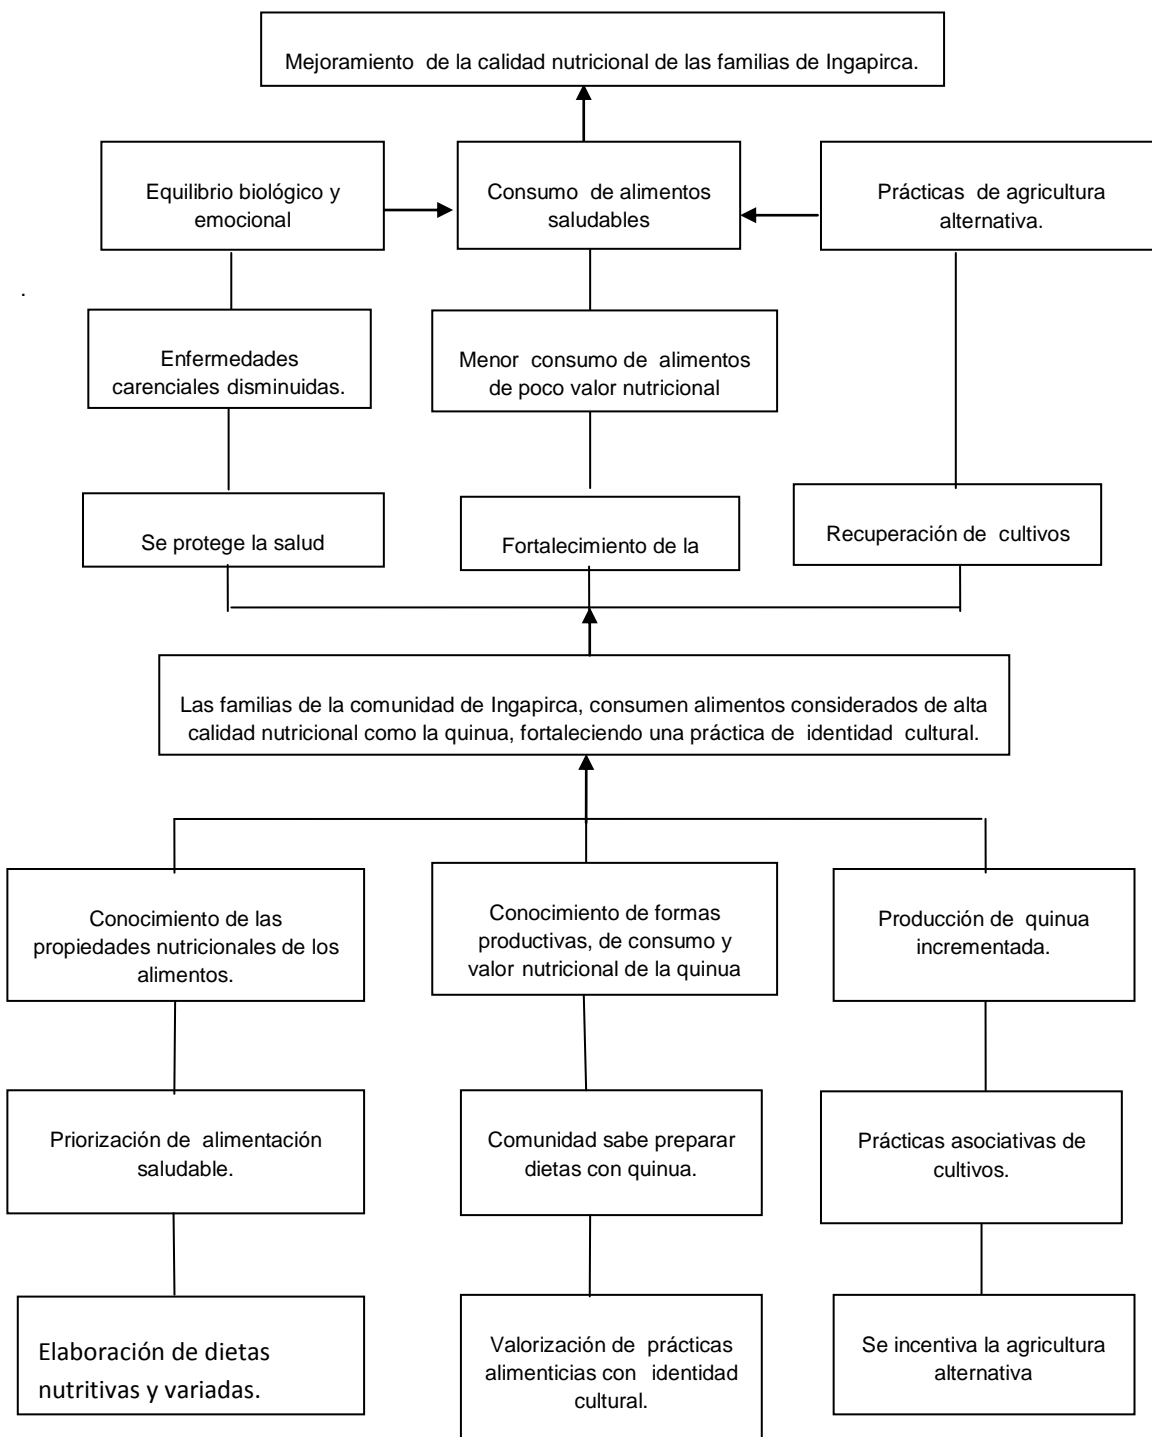 Mejoramiento de la calidad nutricional de las familias de Ingapirca.
Equilibrio biológico y
emocional
Consumo de alimentos
saludables
Prácticas de agricultura
alternativa.
.
Enfermedades
carenciales disminuidas.
Menor consumo de alimentos
de poco valor nutricional
Se protege la salud
Fortalecimiento de la
Recuperación de cultivos
Las familias de la comunidad de Ingapirca, consumen alimentos considerados de alta
calidad nutricional como la quinua, fortaleciendo una práctica de identidad cultural.
Conocimiento de las
propiedades nutricionales de los
alimentos.
Conocimiento de formas
productivas, de consumo y
valor nutricional de la quinua
Producción de quinua
incrementada.
Priorización de alimentación
saludable.
Comunidad sabe preparar
dietas con quinua.
Prácticas asociativas de
cultivos.
Elaboración de dietas
nutritivas y variadas.
Valorización de prácticas
alimenticias con identidad
cultural.
Se incentiva la agricultura
alternativa